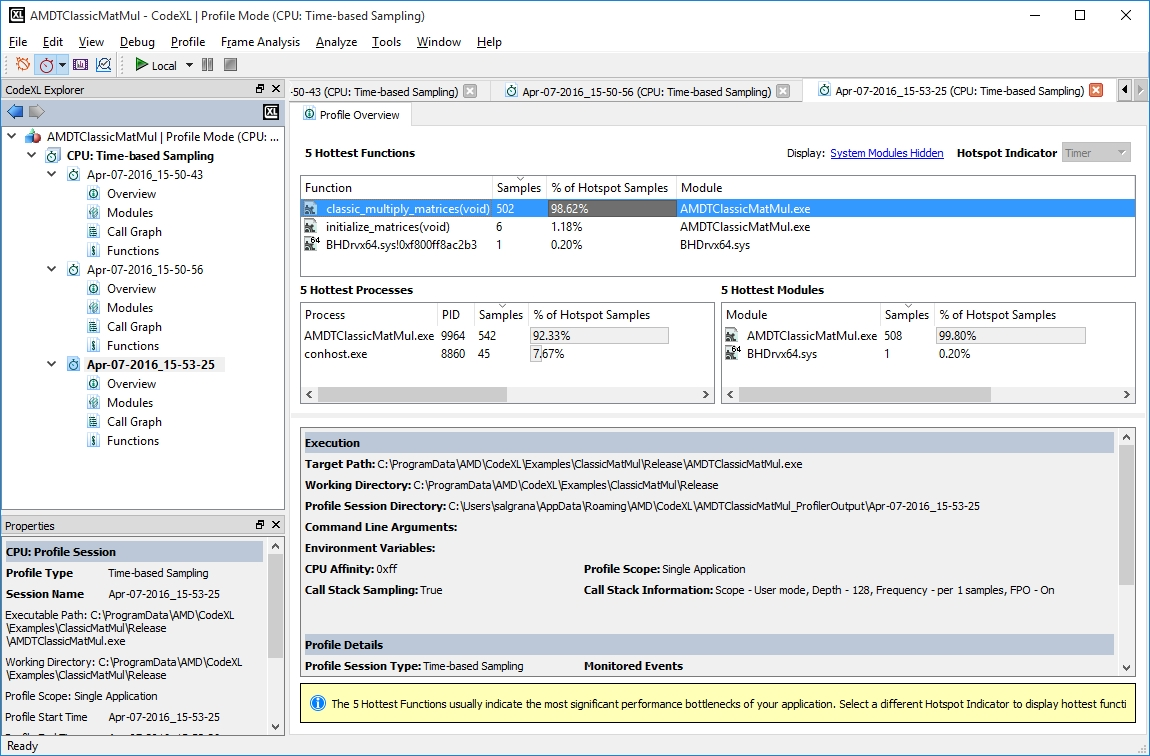 AMDTClassicMatMul - CodeXL | Profile Mode (CPU: Time-based Sampling)
File Edit View Debug Profile Frame Analysis Analyze Tools Window Help
Local
CodeXL Explorer
-50-43 (CPU: Time-based Sampling) Apr-07-2016_15-50-56 (CPU: Time-based Sampling) Apr-07-2016_15-53-25 (CPU: Time-based Sampling)
XL
AMDTClassicMatMul | Profile Mode (CPU: ...
CPU: Time-based Sampling
Apr-07-2016_15-50-43
Overview
Modules
Call Graph
Functions
Apr-07-2016_15-50-56
Overview
Modules
Call Graph
Functions
Apr-07-2016_15-53-25
Overview
Modules
Call Graph
Functions
Properties
CPU: Profile Session
Profile Type Time-based Sampling
Session Name Apr-07-2016_15-53-25
Executable Path: C:\ProgramData\AMD\CodeXL
\Examples\ClassicMatMul\Release
\AMDTClassicMatMul.exe
Working Directory: C:\ProgramData\AMD\CodeXL
\Examples\ClassicMatMul\Release
Profile Scope: Single Application
Profile Start Time Apr-07-2016_15-53-25
Profile Overview
5 Hottest Functions Display: System Modules Hidden Hotspot Indicator Timer
Function Samples % of Hotspot Samples Module
classic_multiply_matrices(void) 502 98.62% AMDTClassicMatMul.exe
initialize_matrices(void) 6 1.18% AMDTClassicMatMul.exe
64 BHDrvx64.sys!0xf800ff8ac2b3 1 0.20% BHDrvx64.sys
5 Hottest Processes
Process PID Samples % of Hotspot Samples
AMDTClassicMatMul.exe 9964 542 92.33%
conhost.exe 8860 45 7.67%
5 Hottest Modules
Module Samples % of Hotspot Samples
AMDTClassicMatMul.exe 508 99.80%
64 BHDrvx64.sys 1 0.20%
Execution
Target Path: C:\ProgramData\AMD\CodeXL\Examples\ClassicMatMul\Release\AMDTClassicMatMul.exe
Working Directory: C:\ProgramData\AMD\CodeXL\Examples\ClassicMatMul\Release
Profile Session Directory: C:\Users\salgrana\AppData\Roaming\AMD\CodeXL\AMDTClassicMatMul_ProfilerOutput\Apr-07-2016_15-53-25
Command Line Arguments:
Environment Variables:
CPU Affinity: 0xff Profile Scope: Single Application
Call Stack Sampling: True Call Stack Information: Scope - User mode, Depth - 128, Frequency - per 1 samples, FPO - On
Profile Details
Profile Session Type: Time-based Sampling Monitored Events
The 5 Hottest Functions usually indicate the most significant performance bottlenecks of your application. Select a different Hotspot Indicator to display hottest functi
Ready